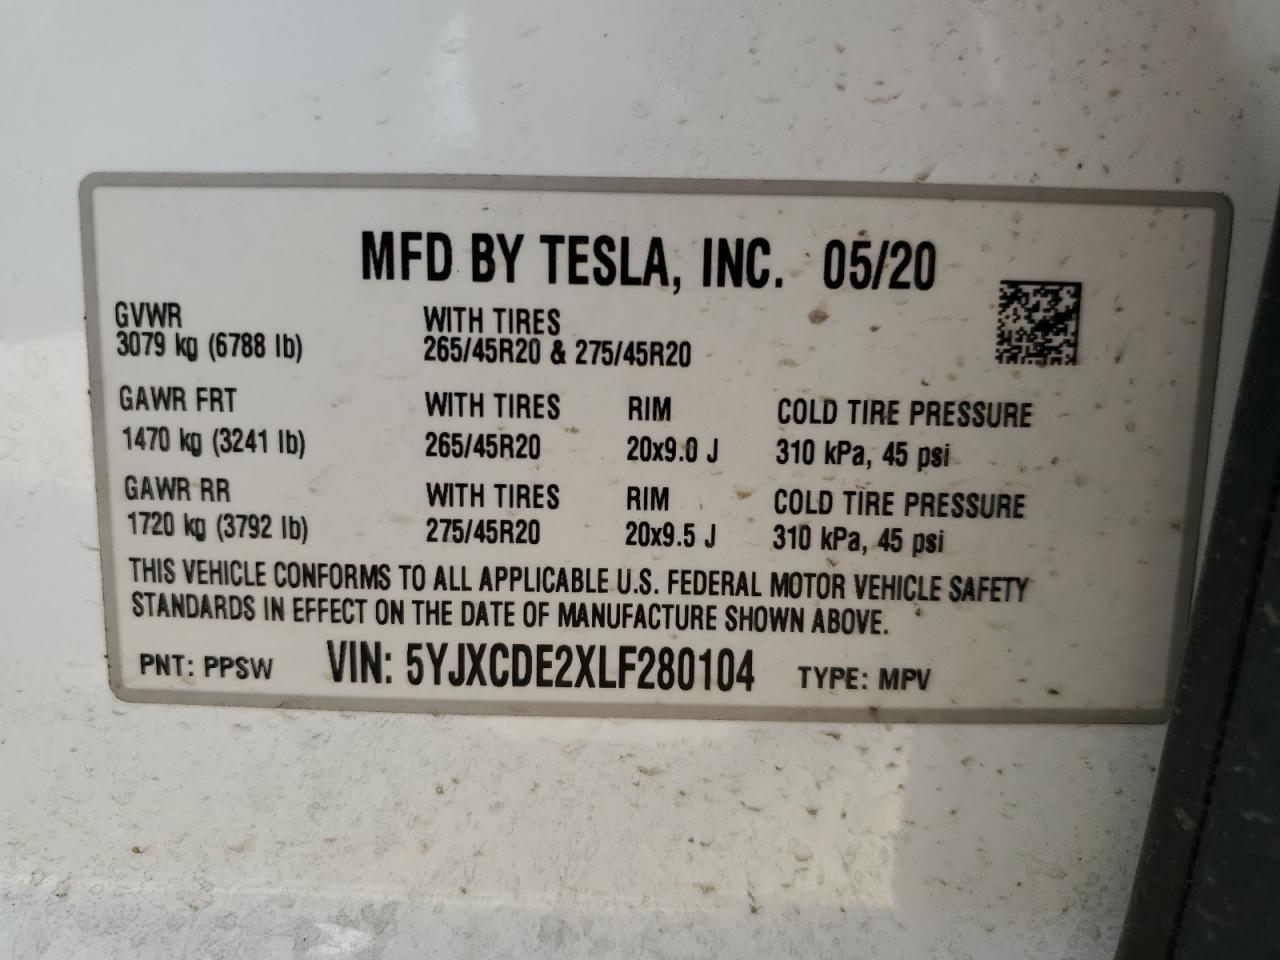 MFD BY TESLA, INC. 05/20
GVWR WITH TIRES
3079 kg (6788 lb) 265/45R20 & 275/45R20
GAWR FRT WITH TIRES RIM COLD TIRE PRESSURE
1470 kg (3241 lb) 265/45R20 20x9.0 J 310 kPa, 45 psi
GAWR RR WITH TIRES RIM COLD TIRE PRESSURE
1720 kg (3792 lb) 275/45R20 20x9.5 J 310 kPa, 45 psi
THIS VEHICLE CONFORMS TO ALL APPLICABLE U.S. FEDERAL MOTOR VEHICLE SAFETY
STANDARDS IN EFFECT ON THE DATE OF MANUFACTURE SHOWN ABOVE.
PNT: PPSW VIN: 5YJXCDE2XLF280104 TYPE: MPV